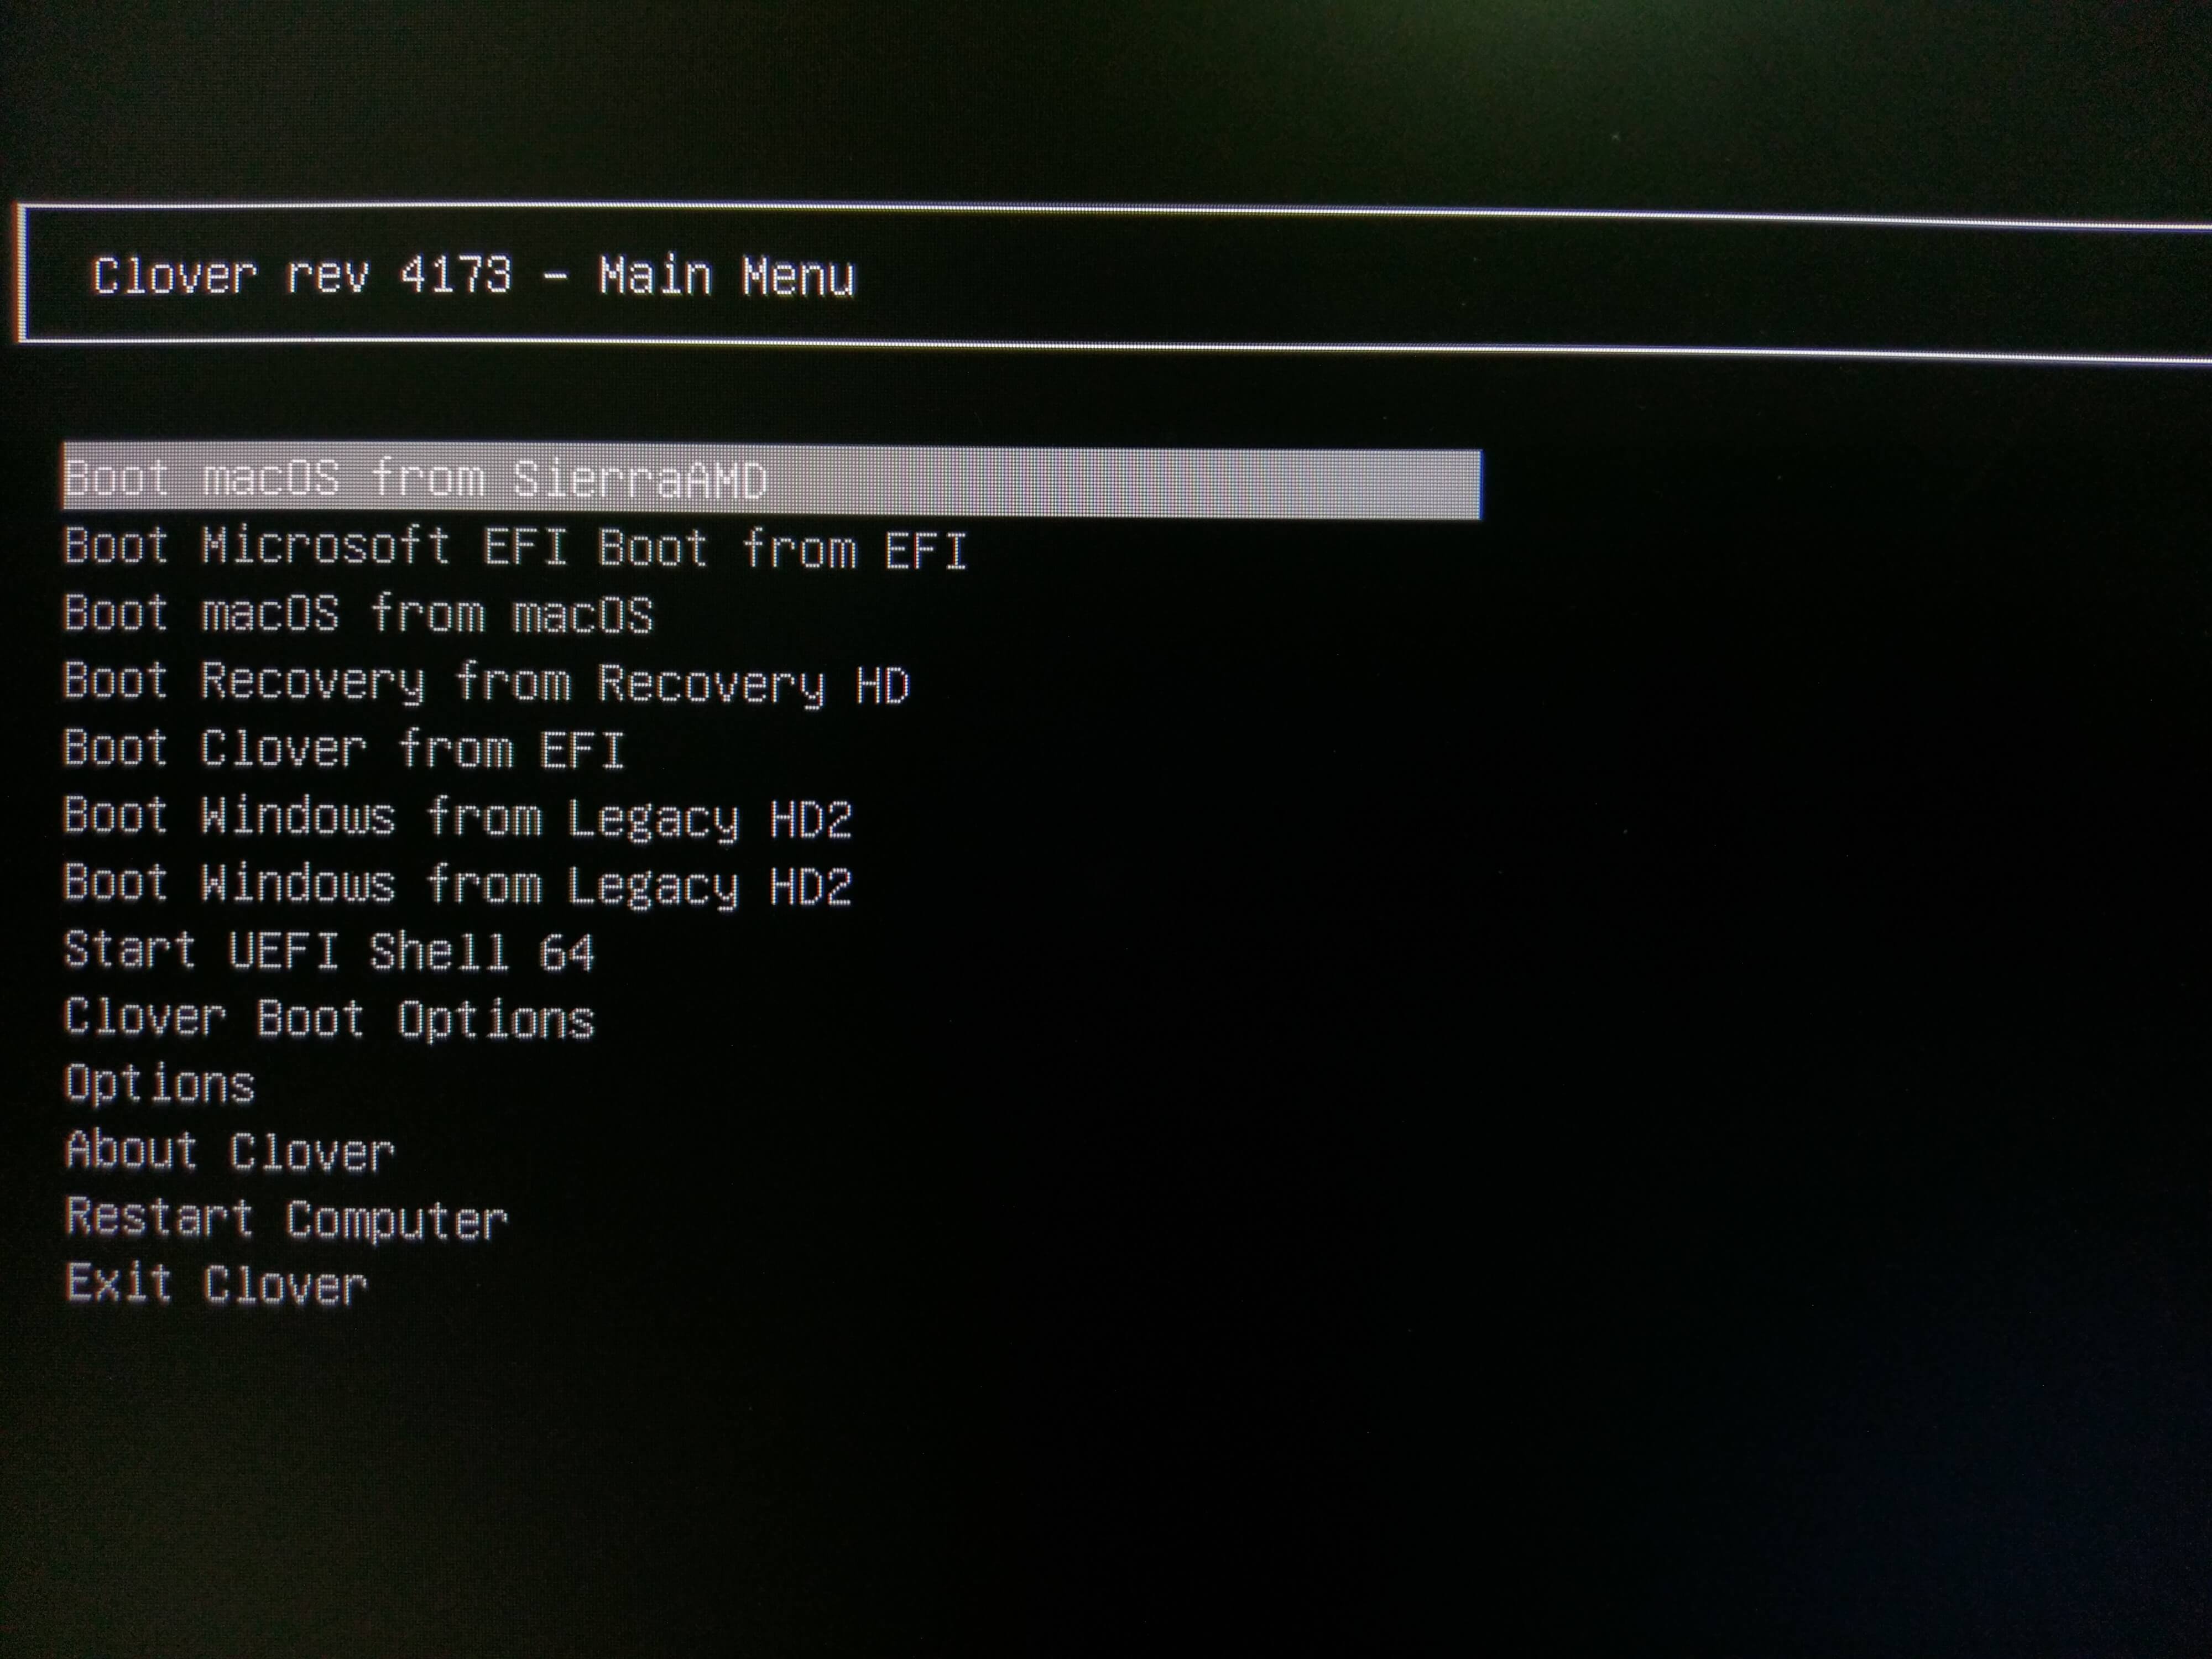 Clover rev 4173 - Main Menu
Boot macOS from SierraAMD
Boot Microsoft EFI Boot from EFI
Boot macOS from macOS
Boot Recovery from Recovery HD
Boot Clover from EFI
Boot Windows from Legacy HD2
Boot Windows from Legacy HD2
Start UEFI Shell 64
Clover Boot Options
Options
About Clover
Restart Computer
Exit Clover